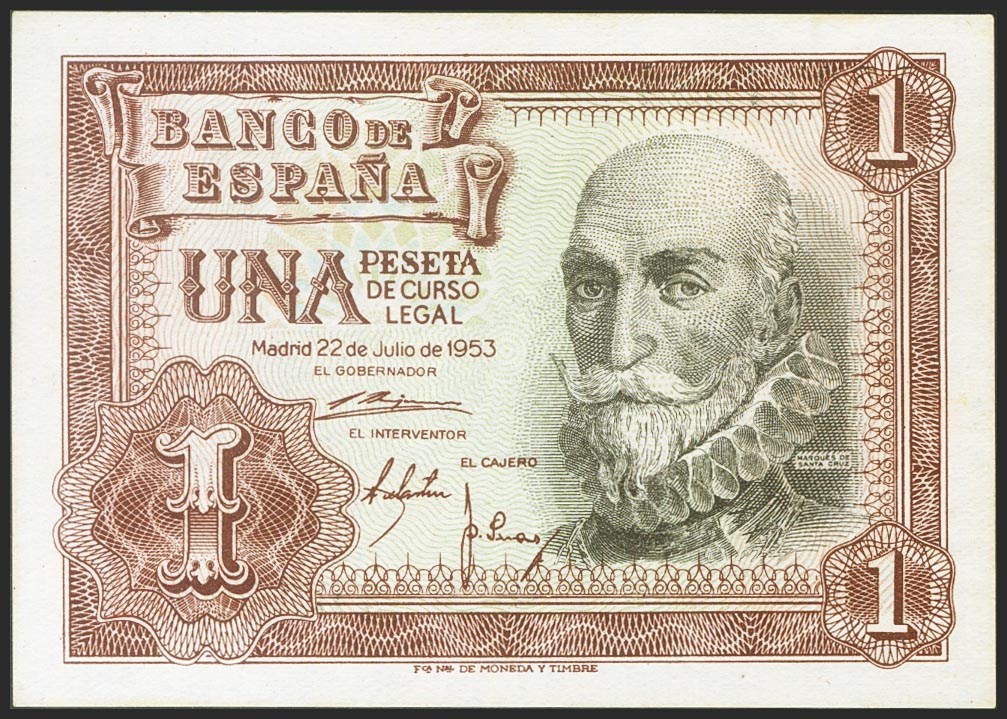 BANCO DE
ESPAÑA
UNA PESETA
DE CURSO
LEGAL
Madrid 22 de Julio de 1953
EL GOBERNADOR
EL INTERVENTOR
EL CAJERO
MARQUÉS DE
SANTA CRUZ
1
1
1
Fca Nal DE MONEDA Y TIMBRE